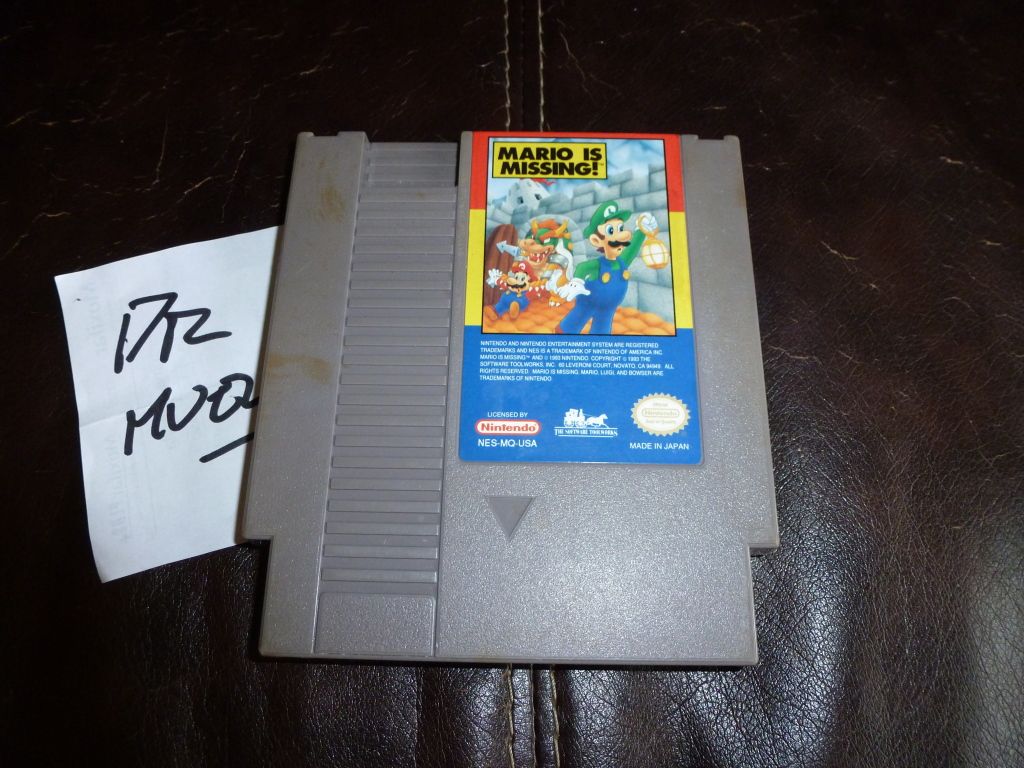 MARIO IS
MISSING!™
NINTENDO AND NINTENDO ENTERTAINMENT SYSTEM ARE REGISTERED
TRADEMARKS AND NES IS A TRADEMARK OF NINTENDO OF AMERICA INC.
MARIO IS MISSING™ AND © 1993 NINTENDO. COPYRIGHT © 1993 THE
SOFTWARE TOOLWORKS, INC. 60 LEVERONI COURT, NOVATO, CA 94949. ALL
RIGHTS RESERVED. MARIO IS MISSING, MARIO, LUIGI, AND BOWSER ARE
TRADEMARKS OF NINTENDO.
LICENSED BY
Nintendo
NES-MQ-USA
THE SOFTWARE TOOLWORKS
Nintendo
MADE IN JAPAN
DR